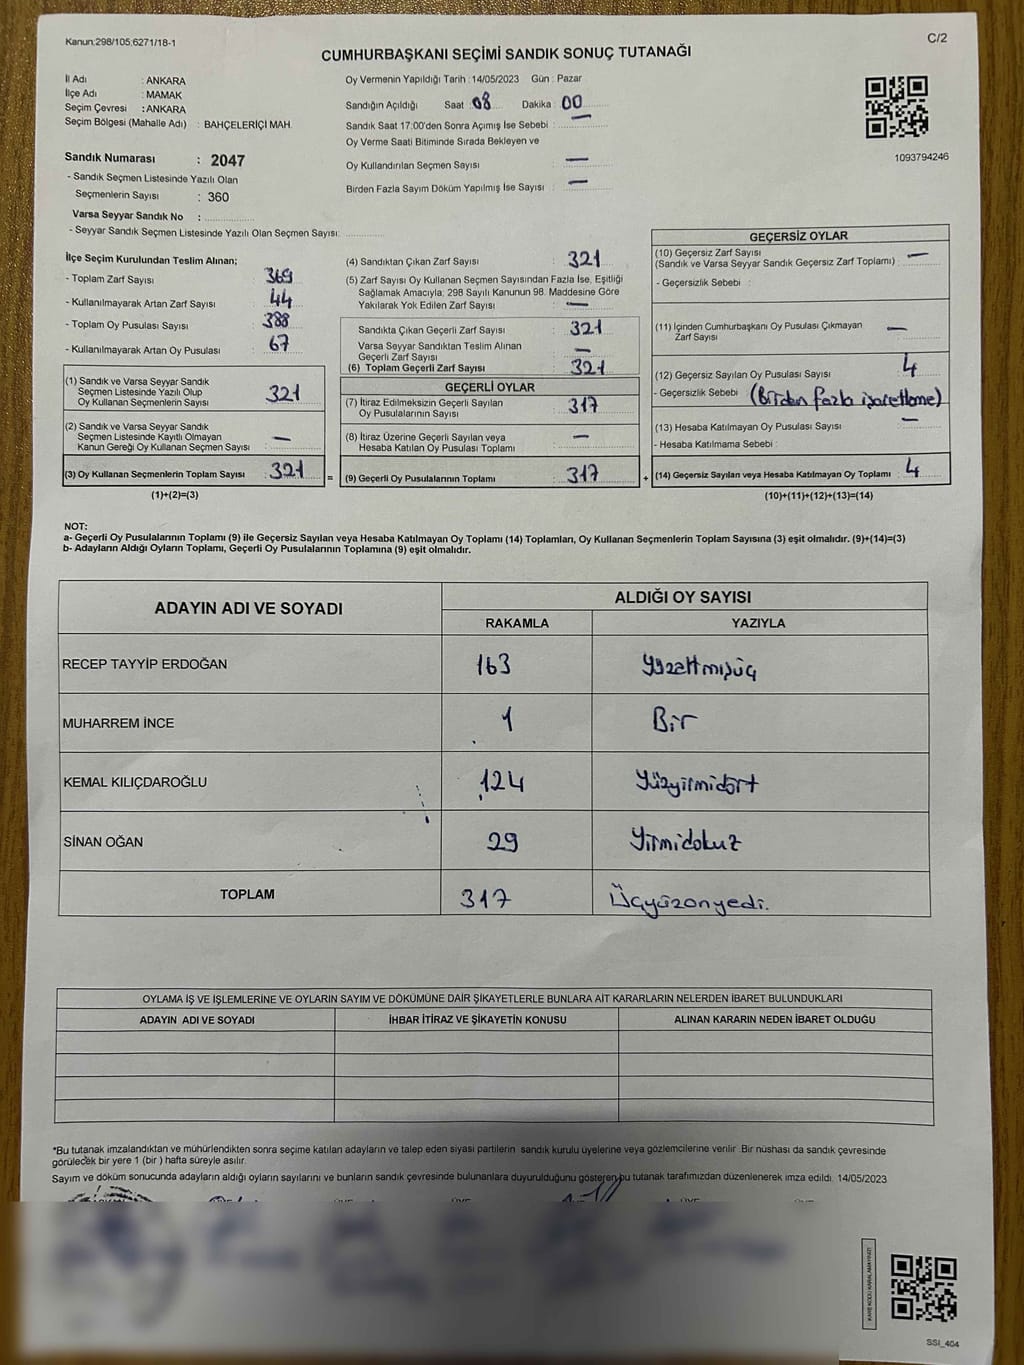 Kanun:298/105,6271/18-1
C/2
CUMHURBAŞKANI SEÇİMİ SANDIK SONUÇ TUTANAĞI
İl Adı : ANKARA
İlçe Adı : MAMAK
Seçim Çevresi : ANKARA
Seçim Bölgesi (Mahalle Adı) : BAHÇELERİÇİ MAH.
Sandık Numarası : 2047
- Sandık Seçmen Listesinde Yazılı Olan
Seçmenlerin Sayısı : 360
Varsa Seyyar Sandık No :
- Seyyar Sandık Seçmen Listesinde Yazılı Olan Seçmen Sayısı:
Oy Vermenin Yapıldığı Tarih :14/05/2023 Gün : Pazar
Sandığın Açıldığı Saat 08 Dakika 00
Sandık Saat 17:00'den Sonra Açımış İse Sebebi : —
Oy Verme Saati Bitiminde Sırada Bekleyen ve
Oy Kullandırılan Seçmen Sayısı : —
Birden Fazla Sayım Döküm Yapılmış İse Sayısı : —
1093794246
İlçe Seçim Kurulundan Teslim Alınan;
- Toplam Zarf Sayısı : 369
- Kullanılmayarak Artan Zarf Sayısı : 44
- Toplam Oy Pusulası Sayısı : 388
- Kullanılmayarak Artan Oy Pusulası : 67
(1) Sandık ve Varsa Seyyar Sandık
Seçmen Listesinde Yazılı Olup
Oy Kullanan Seçmenlerin Sayısı : 321
(2) Sandık ve Varsa Seyyar Sandık
Seçmen Listesinde Kayıtlı Olmayan
Kanun Gereği Oy Kullanan Seçmen Sayısı : —
(3) Oy Kullanan Seçmenlerin Toplam Sayısı : 321
(1)+(2)=(3)
=
(4) Sandıktan Çıkan Zarf Sayısı : 321
(5) Zarf Sayısı Oy Kullanan Seçmen Sayısından Fazla İse, Eşitliği
Sağlamak Amacıyla; 298 Sayılı Kanunun 98. Maddesine Göre
Yakılarak Yok Edilen Zarf Sayısı : —
Sandıkta Çıkan Geçerli Zarf Sayısı : 321
Varsa Seyyar Sandıktan Teslim Alınan
Geçerli Zarf Sayısı : —
(6) Toplam Geçerli Zarf Sayısı : 321
GEÇERLİ OYLAR
(7) İtiraz Edilmeksizin Geçerli Sayılan
Oy Pusulalarının Sayısı : 317
(8) İtiraz Üzerine Geçerli Sayılan veya
Hesaba Katılan Oy Pusulası Toplamı : —
(9) Geçerli Oy Pusulalarının Toplamı : 317
+
GEÇERSİZ OYLAR
(10) Geçersiz Zarf Sayısı
(Sandık ve Varsa Seyyar Sandık Geçersiz Zarf Toplamı) : —
- Geçersizlik Sebebi :
(11) İçinden Cumhurbaşkanı Oy Pusulası Çıkmayan
Zarf Sayısı : —
(12) Geçersiz Sayılan Oy Pusulası Sayısı : 4
- Geçersizlik Sebebi : (Birden fazla işaretleme)
(13) Hesaba Katılmayan Oy Pusulası Sayısı : —
- Hesaba Katılmama Sebebi :
(14) Geçersiz Sayılan veya Hesaba Katılmayan Oy Toplamı : 4
(10)+(11)+(12)+(13)=(14)
NOT:
a- Geçerli Oy Pusulalarının Toplamı (9) ile Geçersiz Sayılan veya Hesaba Katılmayan Oy Toplamı (14) Toplamları, Oy Kullanan Seçmenlerin Toplam Sayısına (3) eşit olmalıdır. (9)+(14)=(3)
b- Adayların Aldığı Oyların Toplamı, Geçerli Oy Pusulalarının Toplamına (9) eşit olmalıdır.
ADAYIN ADI VE SOYADI ALDIĞI OY SAYISI
RAKAMLA YAZIYLA
RECEP TAYYİP ERDOĞAN 163 Yüzattmışüç
MUHARREM İNCE 1 Bir
KEMAL KILIÇDAROĞLU 124 Yüzyirmidört
SİNAN OĞAN 29 Yirmidokuz
TOPLAM 317 Üçyüzonyedi.
OYLAMA İŞ VE İŞLEMLERİNE VE OYLARIN SAYIM VE DÖKÜMÜNE DAİR ŞİKAYETLERLE BUNLARA AİT KARARLARIN NELERDEN İBARET BULUNDUKLARI
ADAYIN ADI VE SOYADI İHBAR İTİRAZ VE ŞİKAYETİN KONUSU ALINAN KARARIN NEDEN İBARET OLDUĞU
*Bu tutanak imzalandıktan ve mühürlendikten sonra seçime katılan adayların ve talep eden siyasi partilerin sandık kurulu üyelerine veya gözlemcilerine verilir .Bir nüshası da sandık çevresinde
görülecek bir yere 1 (bir ) hafta süreyle asılır.
Sayım ve döküm sonucunda adayların aldığı oyların sayılarını ve bunların sandık çevresinde bulunanlara duyurulduğunu gösteren bu tutanak tarafımızdan düzenlenerek imza edildi. 14/05/2023
KARE KODU KARALAMAYINIZ!
SSİ_404